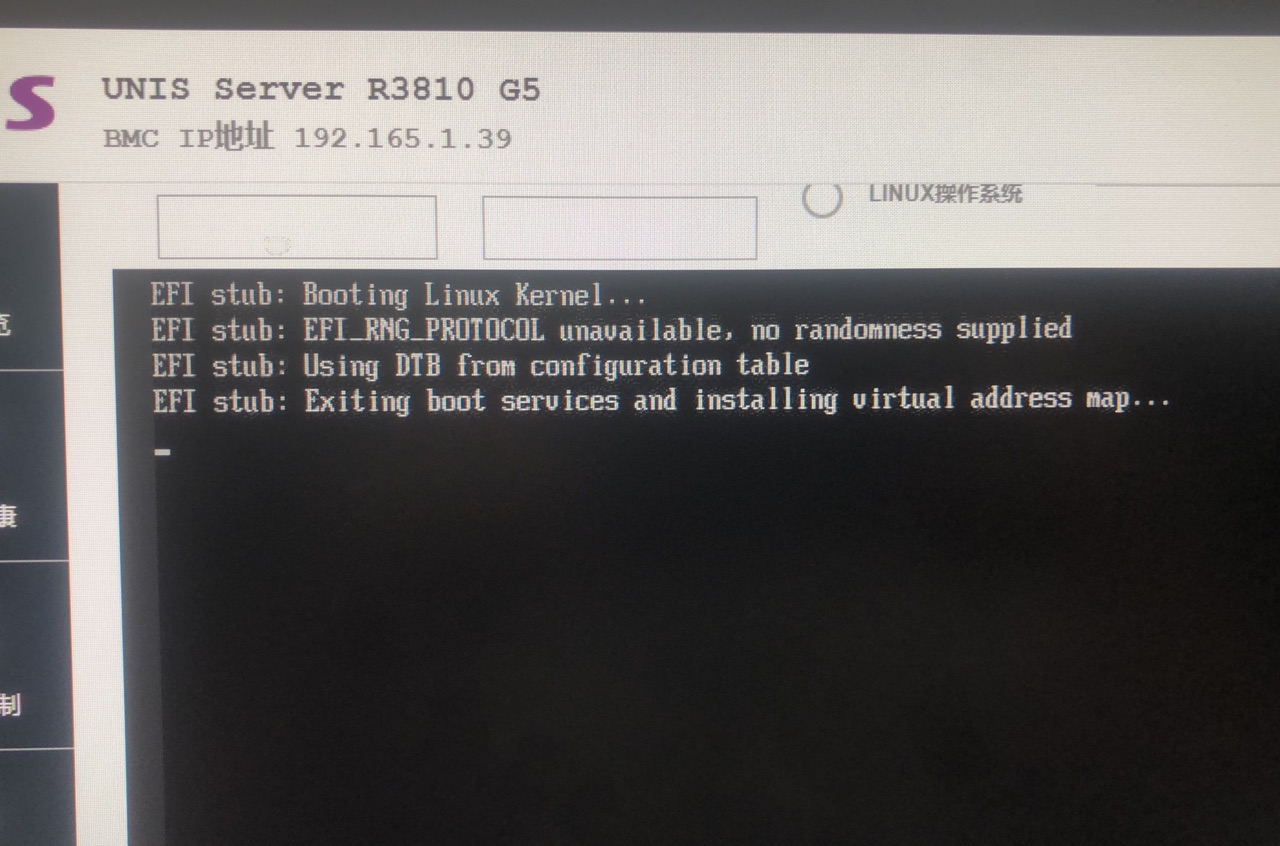 S
UNIS Server R3810 G5
BMC IP地址 192.165.1.39
LINUX操作系统
EFI stub: Booting Linux Kernel...
EFI stub: EFI_RNG_PROTOCOL unavailable, no randomness supplied
EFI stub: Using DTB from configuration table
EFI stub: Exiting boot services and installing virtual address map...
康
制